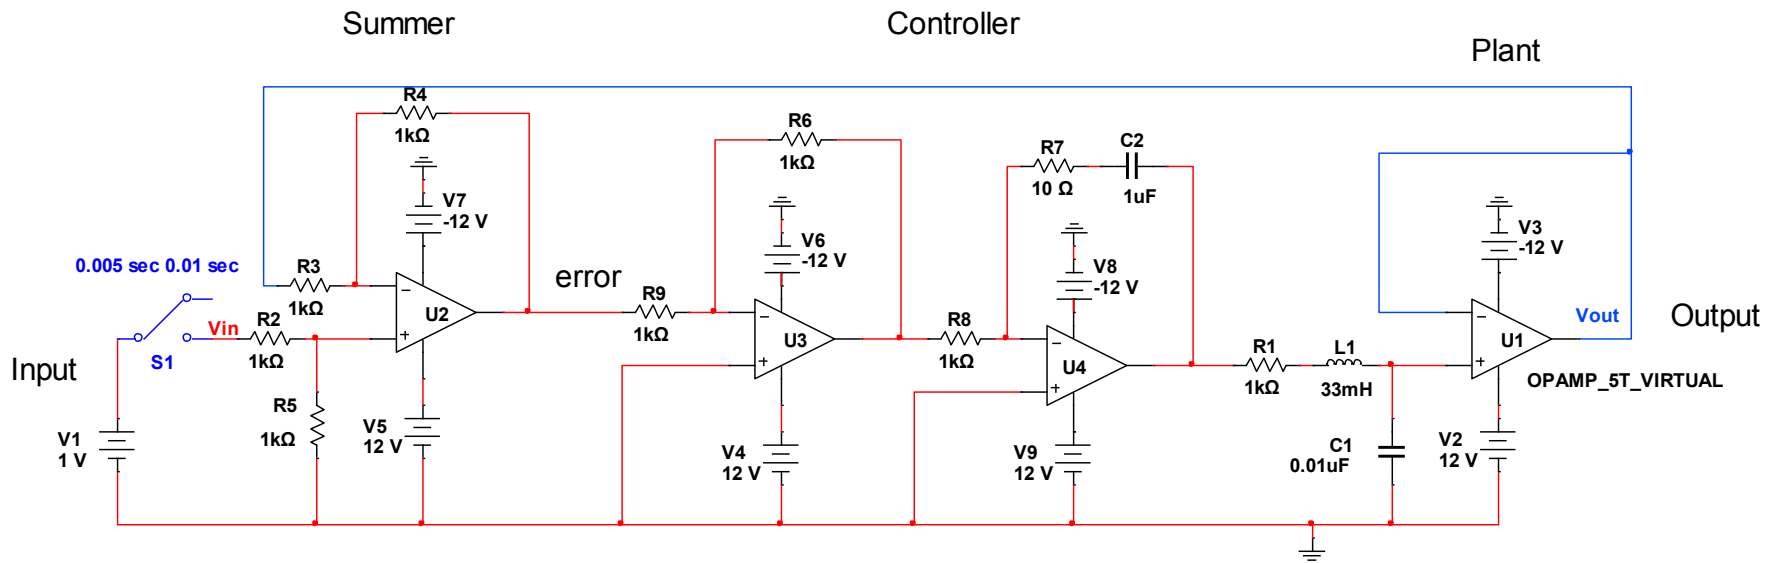 Summer
Controller
Plant
R4
1kΩ
R6
1kΩ
R7
10 Ω
C2
1uF
V7
-12 V
V6
-12 V
V8
-12 V
V3
-12 V
0.005 sec 0.01 sec
R3
1kΩ
error
R9
1kΩ
U2
U3
R8
1kΩ
U4
R1
1kΩ
L1
33mH
U1
OPAMP_5T_VIRTUAL
Vout
Output
Vin
R2
1kΩ
S1
Input
V1
1 V
R5
1kΩ
V5
12 V
V4
12 V
V9
12 V
C1
0.01uF
V2
12 V